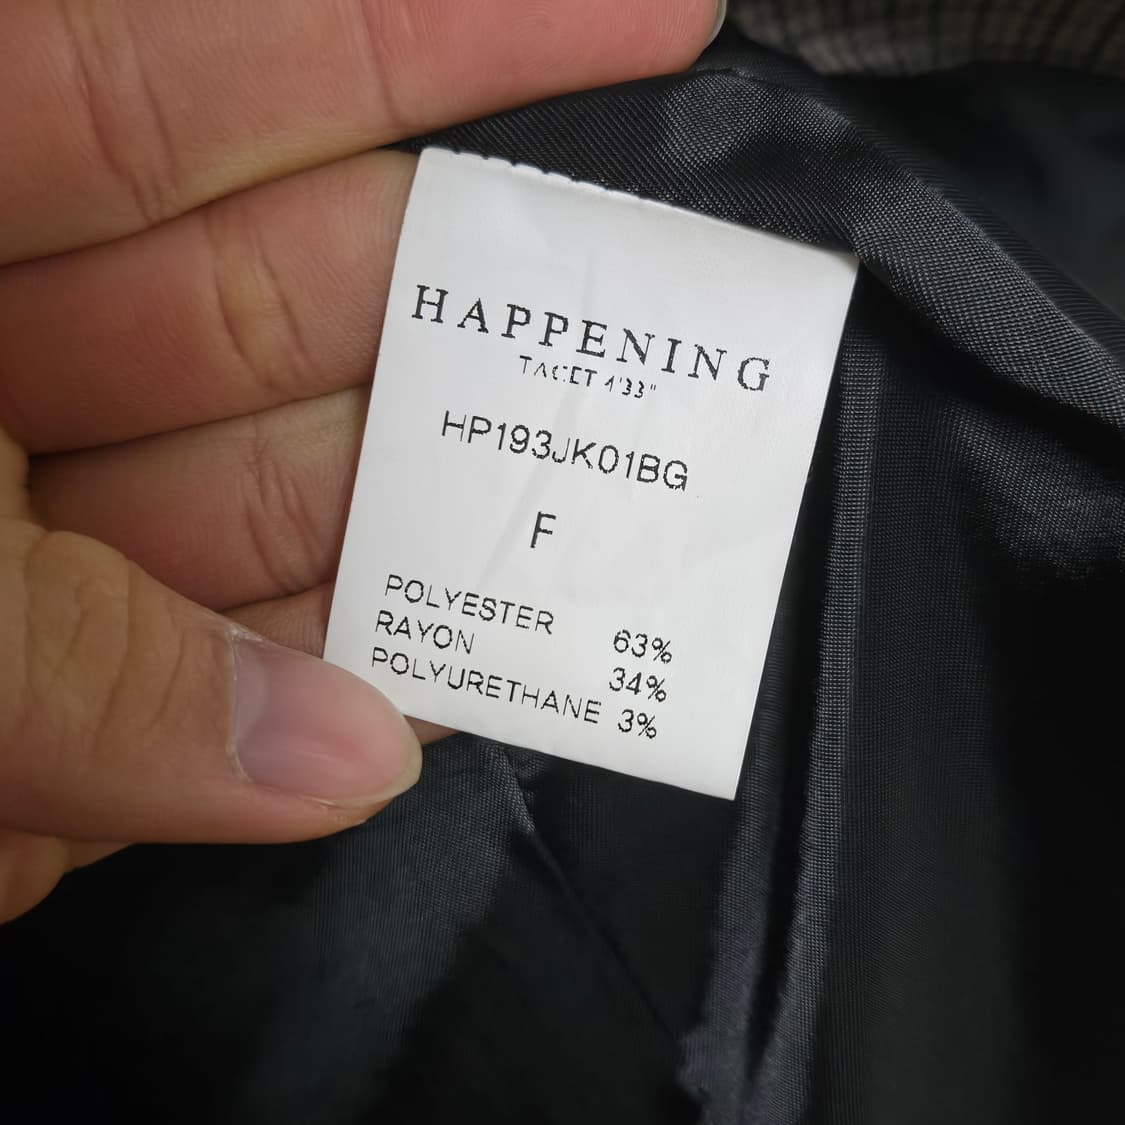 HAPPENING
TACET 4'33"
HP193JK01BG
F
POLYESTER 63%
RAYON 34%
POLYURETHANE 3%